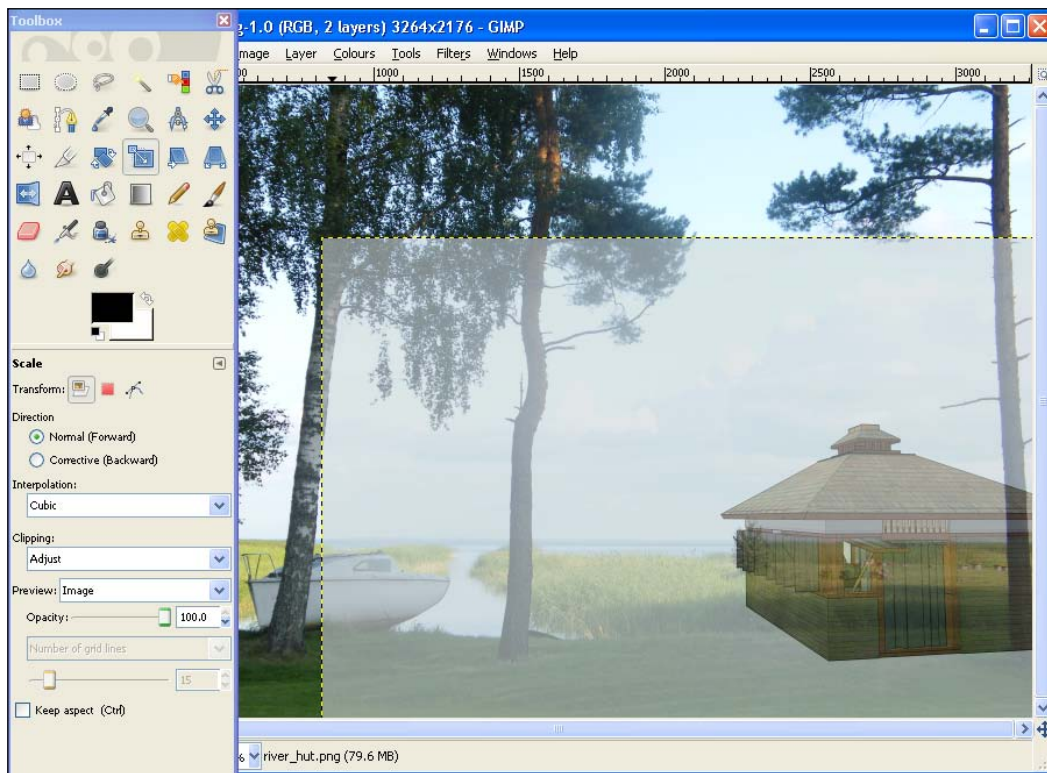 Toolbox
g-1.0 (RGB, 2 layers) 3264x2176 - GIMP
mage Layer Colours Tools Filters Windows Help
00 1000 1500 2000 2500 3000
Scale
Transform:
Direction
Normal (Forward)
Corrective (Backward)
Interpolation:
Cubic
Clipping:
Adjust
Preview: Image
Opacity: 100.0
Number of grid lines
15
Keep aspect (Ctrl)
% river_hut.png (79.6 MB)